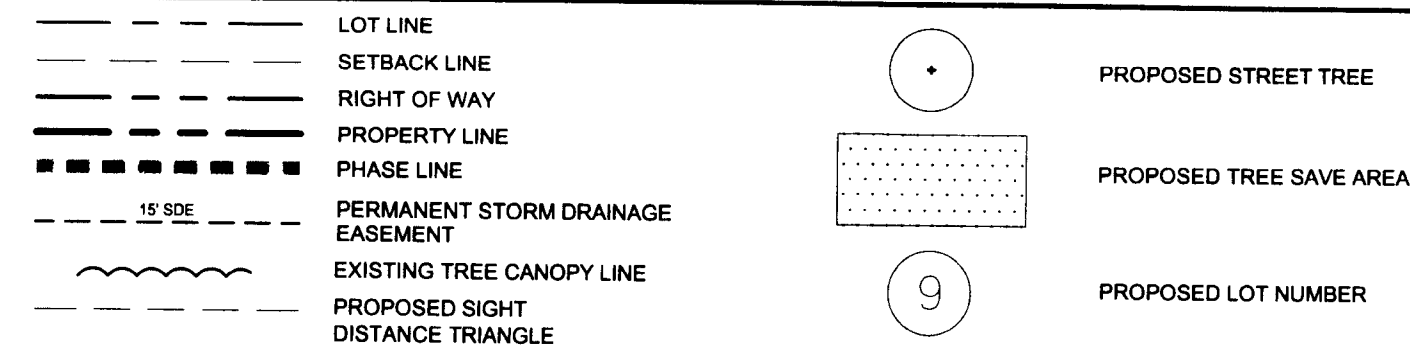 LOT LINE
SETBACK LINE
RIGHT OF WAY
PROPERTY LINE
PHASE LINE
15' SDE
PERMANENT STORM DRAINAGE
EASEMENT
EXISTING TREE CANOPY LINE
PROPOSED SIGHT
DISTANCE TRIANGLE
PROPOSED STREET TREE
PROPOSED TREE SAVE AREA
9
PROPOSED LOT NUMBER